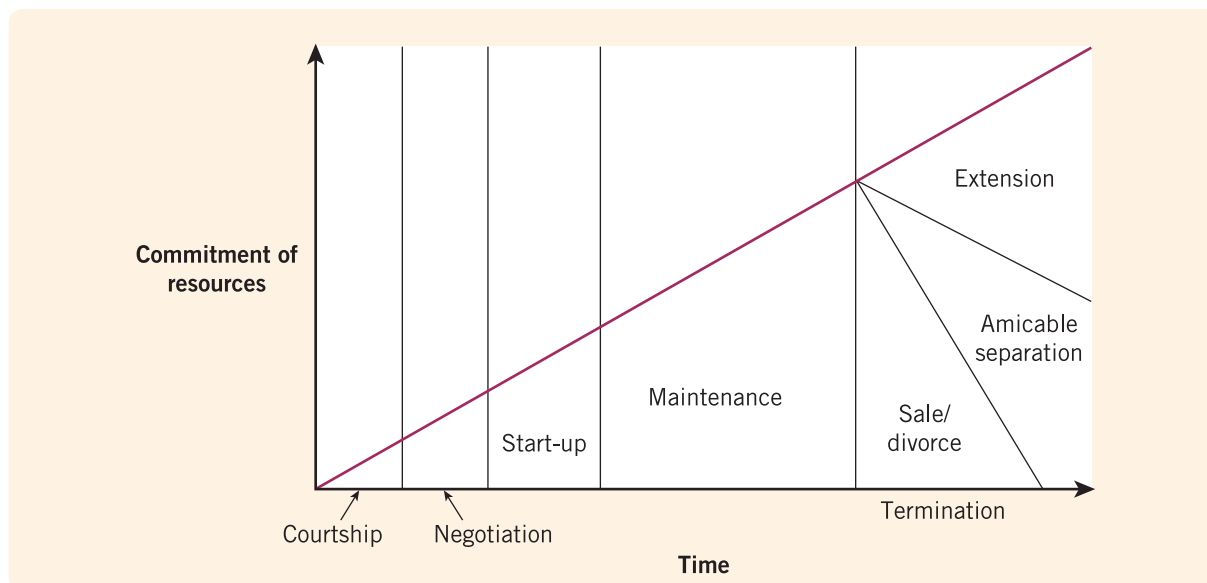 Extension
Commitment of
resources
Amicable
separation
Maintenance
Sale/
divorce
Start-up
Termination
Courtship
Negotiation
Time